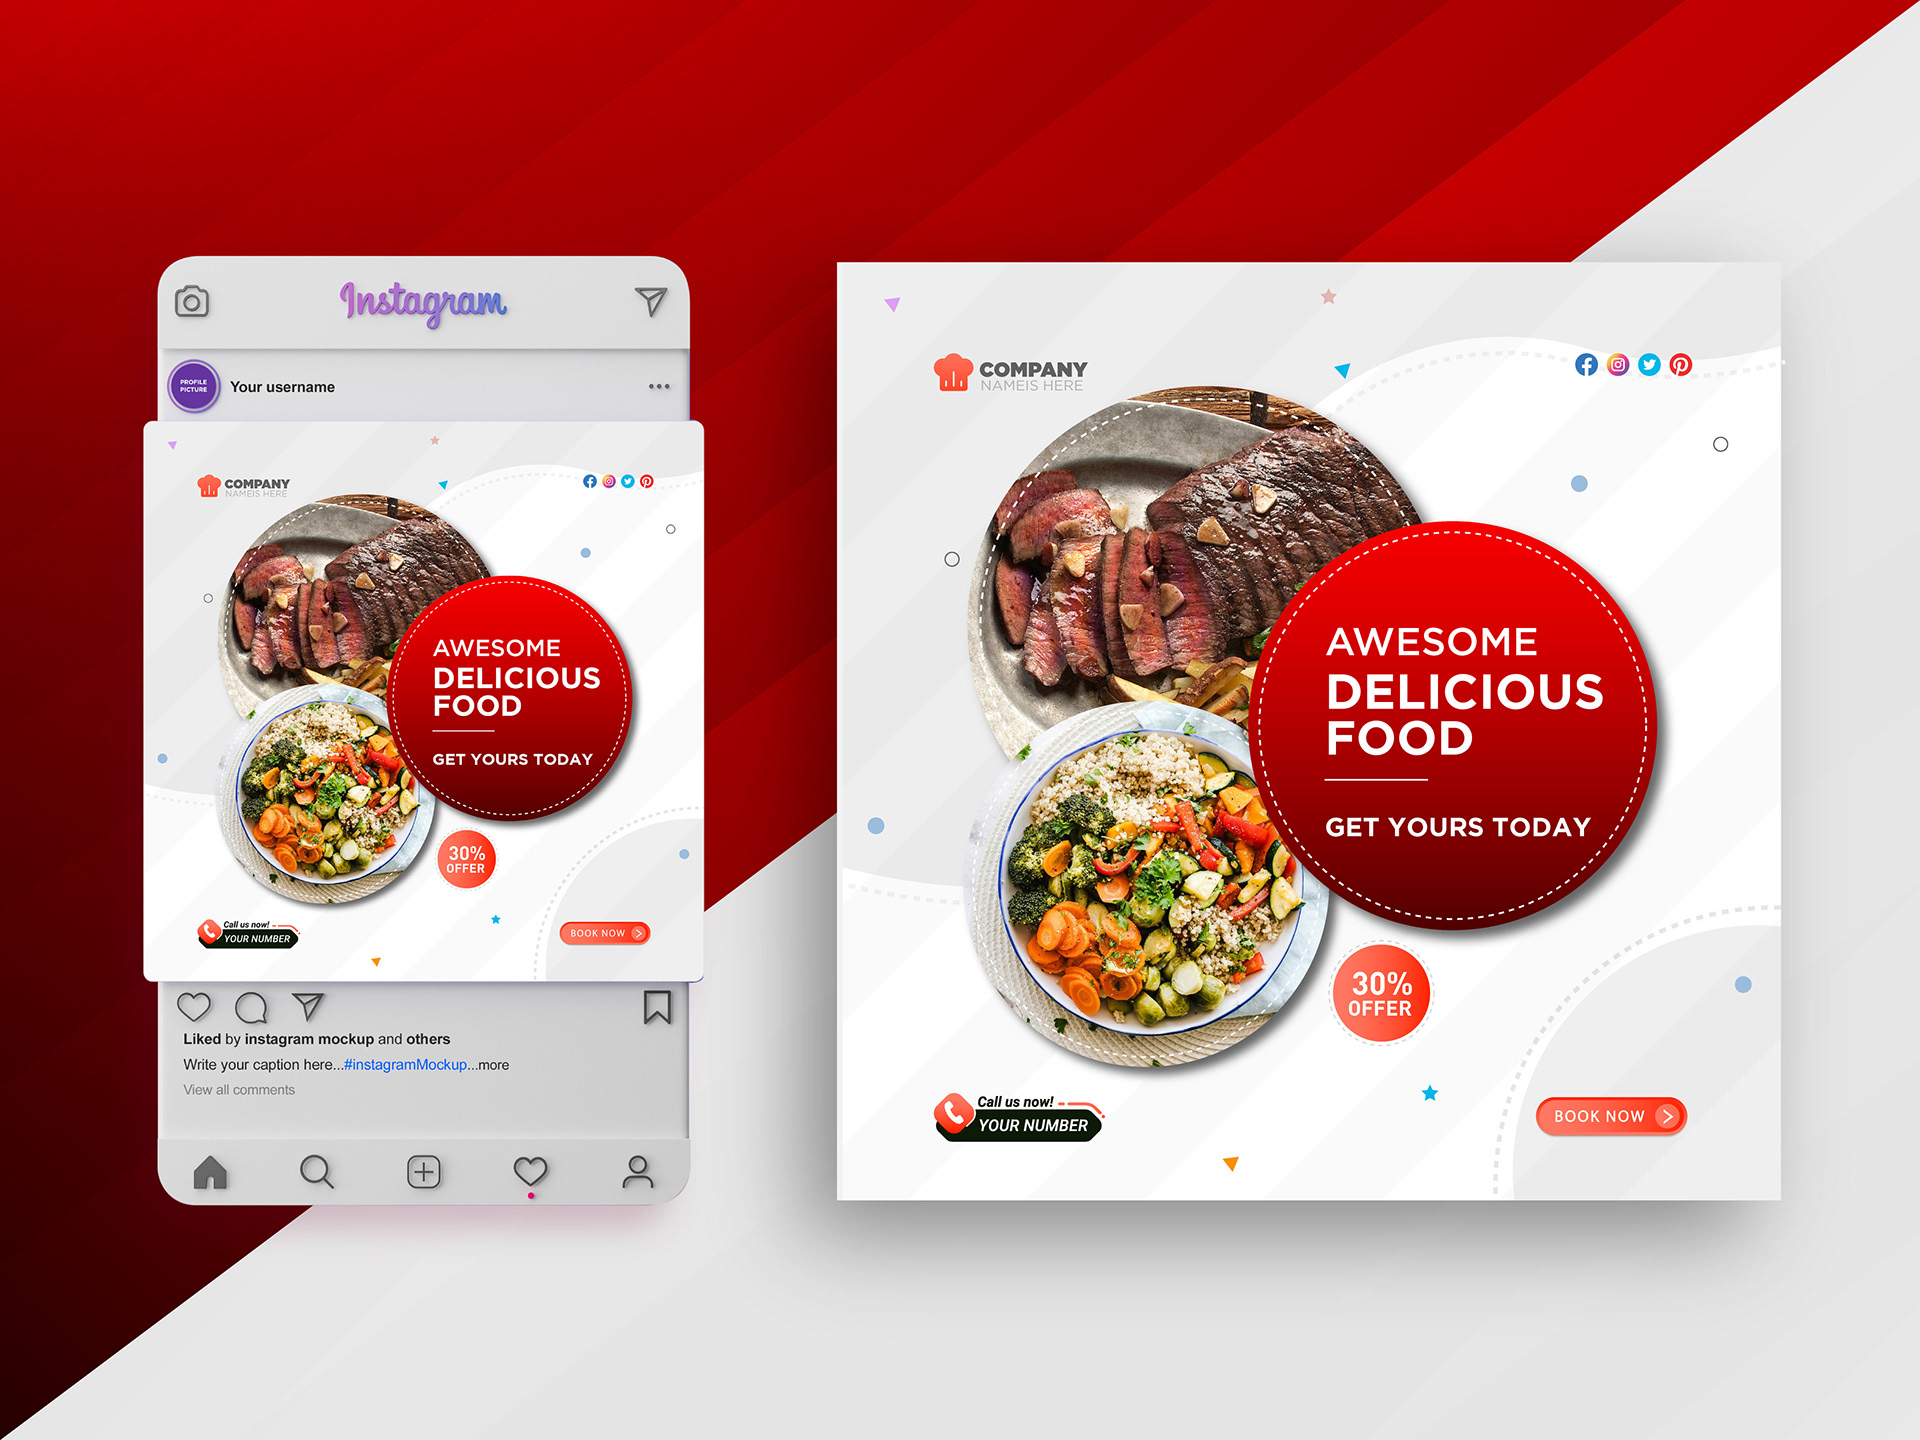 Instagram
PROFILE
PICTURE
Your username
COMPANY
NAMEIS HERE
AWESOME
DELICIOUS
FOOD
GET YOURS TODAY
30%
OFFER
Call us now!
YOUR NUMBER
BOOK NOW
Liked by instagram mockup and others
Write your caption here...#instagramMockup...more
View all comments
COMPANY
NAMEIS HERE
AWESOME
DELICIOUS
FOOD
GET YOURS TODAY
30%
OFFER
Call us now!
YOUR NUMBER
BOOK NOW